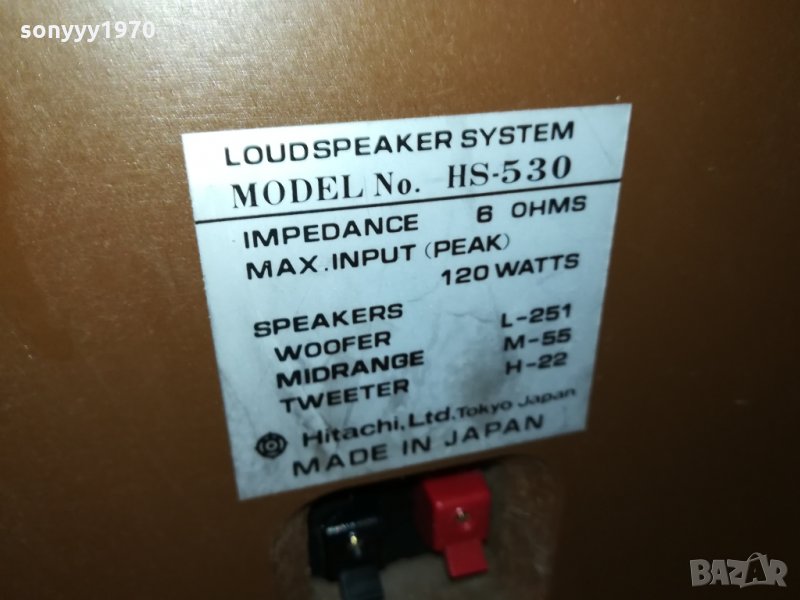 sonyyy1970
LOUDSPEAKER SYSTEM
MODEL No. HS-530
IMPEDANCE 6 OHMS
MAX.INPUT (PEAK)
120 WATTS
SPEAKERS
WOOFER L-251
MIDRANGE M-55
TWEETER H-22
Hitachi, Ltd. Tokyo Japan
MADE IN JAPAN
BAZAR